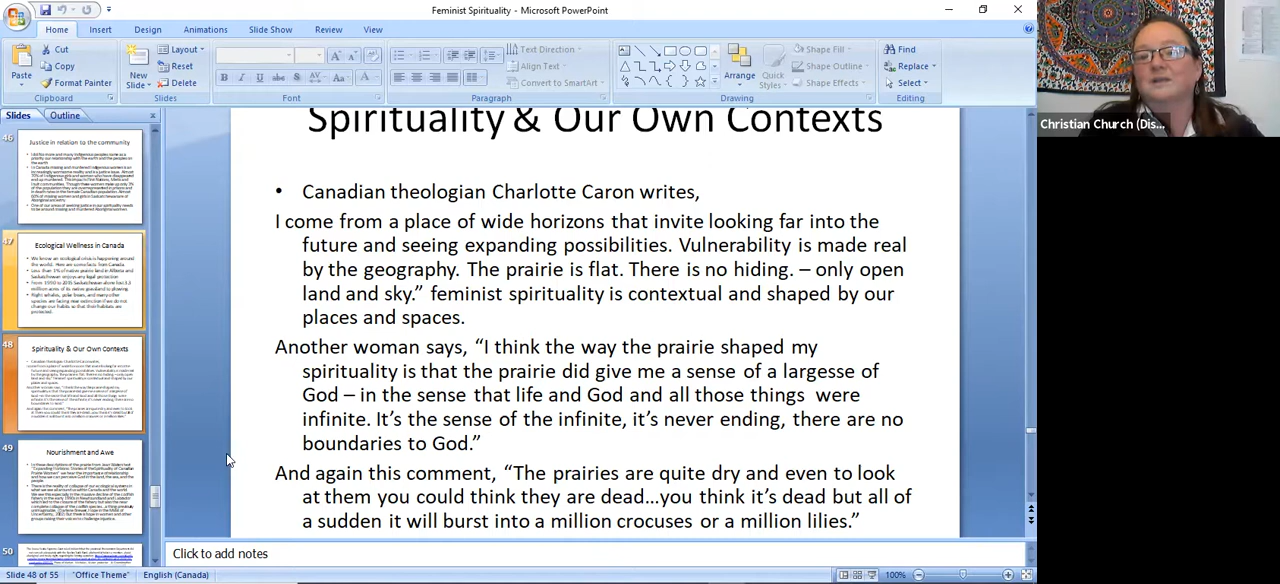 Feminist Spirituality - Microsoft PowerPoint
Home Insert Design Animations Slide Show Review View
Cut
Copy
Format Painter
Paste
Clipboard
New
Slide
Layout
Reset
Delete
Slides
B I U abc S AV Aa A
Font
Text Direction
Align Text
Convert to SmartArt
Paragraph
Arrange
Quick
Styles
Shape Fill
Shape Outline
Shape Effects
Drawing
Find
Replace
Select
Editing
Christian Church (Dis...
Slides Outline
46
Justice in relation to the community
47
Ecological Wellness in Canada
48
Spirituality & Our Own Contexts
49
Nourishment and Awe
50
Spirituality & Our Own Contexts
• Canadian theologian Charlotte Caron writes,
I come from a place of wide horizons that invite looking far into the
future and seeing expanding possibilities. Vulnerability is made real
by the geography. The prairie is flat. There is no hiding. – only open
land and sky.” feminist spirituality is contextual and shaped by our
places and spaces.
Another woman says, “I think the way the prairie shaped my
spirituality is that the prairie did give me a sense of a largesse of
God – in the sense that life and God and all those things were
infinite. It’s the sense of the infinite, it’s never ending, there are no
boundaries to God.”
And again this comment “The prairies are quite dry and even to look
at them you could think they are dead...you think it’s dead but all of
a sudden it will burst into a million crocuses or a million lilies.”
Click to add notes
Slide 48 of 55 "Office Theme" English (Canada) 100%